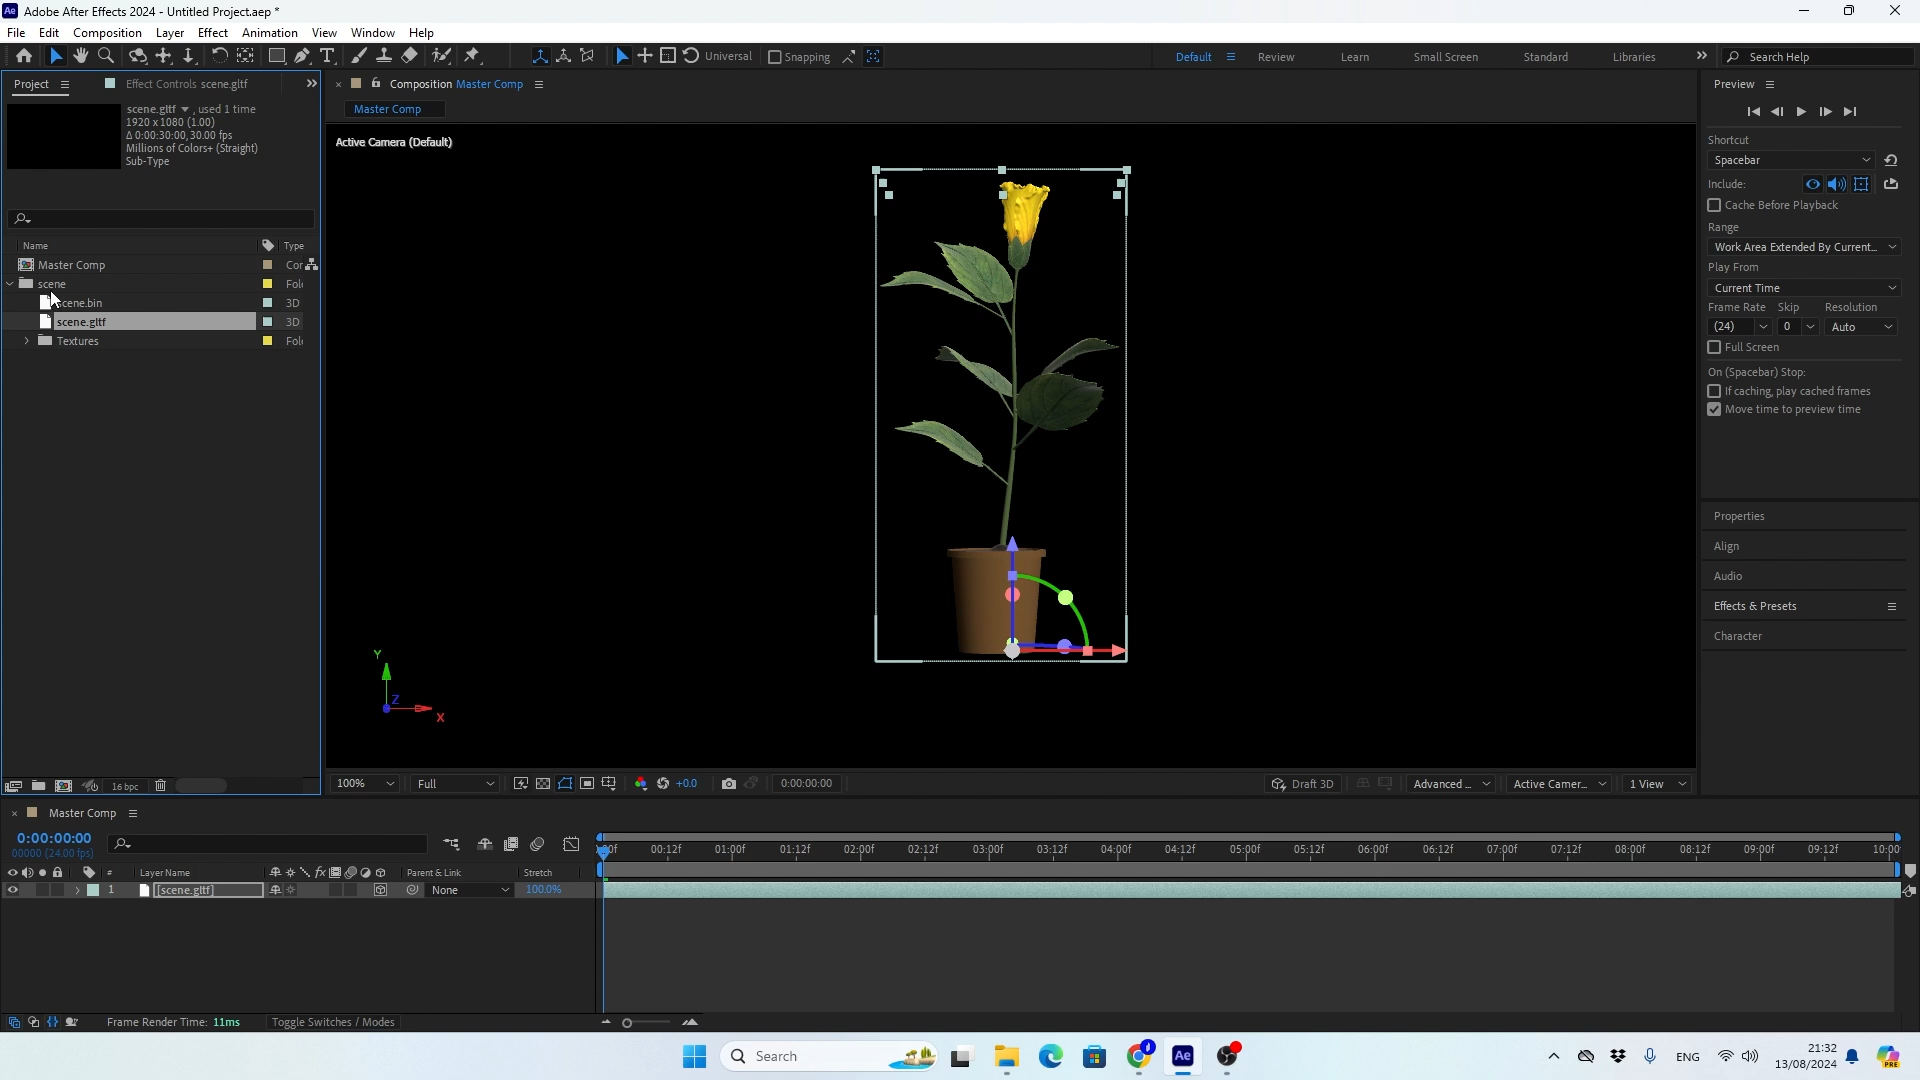 Adobe After Effects 2024 - Untitled Project.aep *
File Edit Composition Layer Effect Animation View Window Help
Universal Snapping Default Review Learn Small Screen Standard Libraries Search Help
Project Effect Controls scene.gltf
Composition Master Comp
Preview
scene.gltf , used 1 time
1920 x 1080 (1.00)
Δ 0:00:30:00, 30.00 fps
Millions of Colors+ (Straight)
Sub-Type
Master Comp
Active Camera (Default)
Shortcut
Spacebar
Include:
Cache Before Playback
Range
Work Area Extended By Current...
Play From
Current Time
Frame Rate Skip Resolution
(24) 0 Auto
Full Screen
On (Spacebar) Stop:
If caching, play cached frames
Move time to preview time
Name Type
Master Comp Cor
scene Fol
scene.bin 3D
scene.gltf 3D
Textures Fol
Properties
Align
Audio
Effects & Presets
Character
Y
Z
X
16 bpc
100% Full +0.0 0:00:00:00 Draft 3D Advanced ... Active Camer... 1 View
Master Comp
0:00:00:00
00000 (24.00 fps)
00:12f 01:00f 01:12f 02:00f 02:12f 03:00f 03:12f 04:00f 04:12f 05:00f 05:12f 06:00f 06:12f 07:00f 07:12f 08:00f 08:12f 09:00f 09:12f 10:00
# Layer Name fx Parent & Link Stretch
1 [scene.gltf] None 100.0%
Frame Render Time: 11ms Toggle Switches / Modes
Search
Ae
ENG
21:32
13/08/2024
PRE